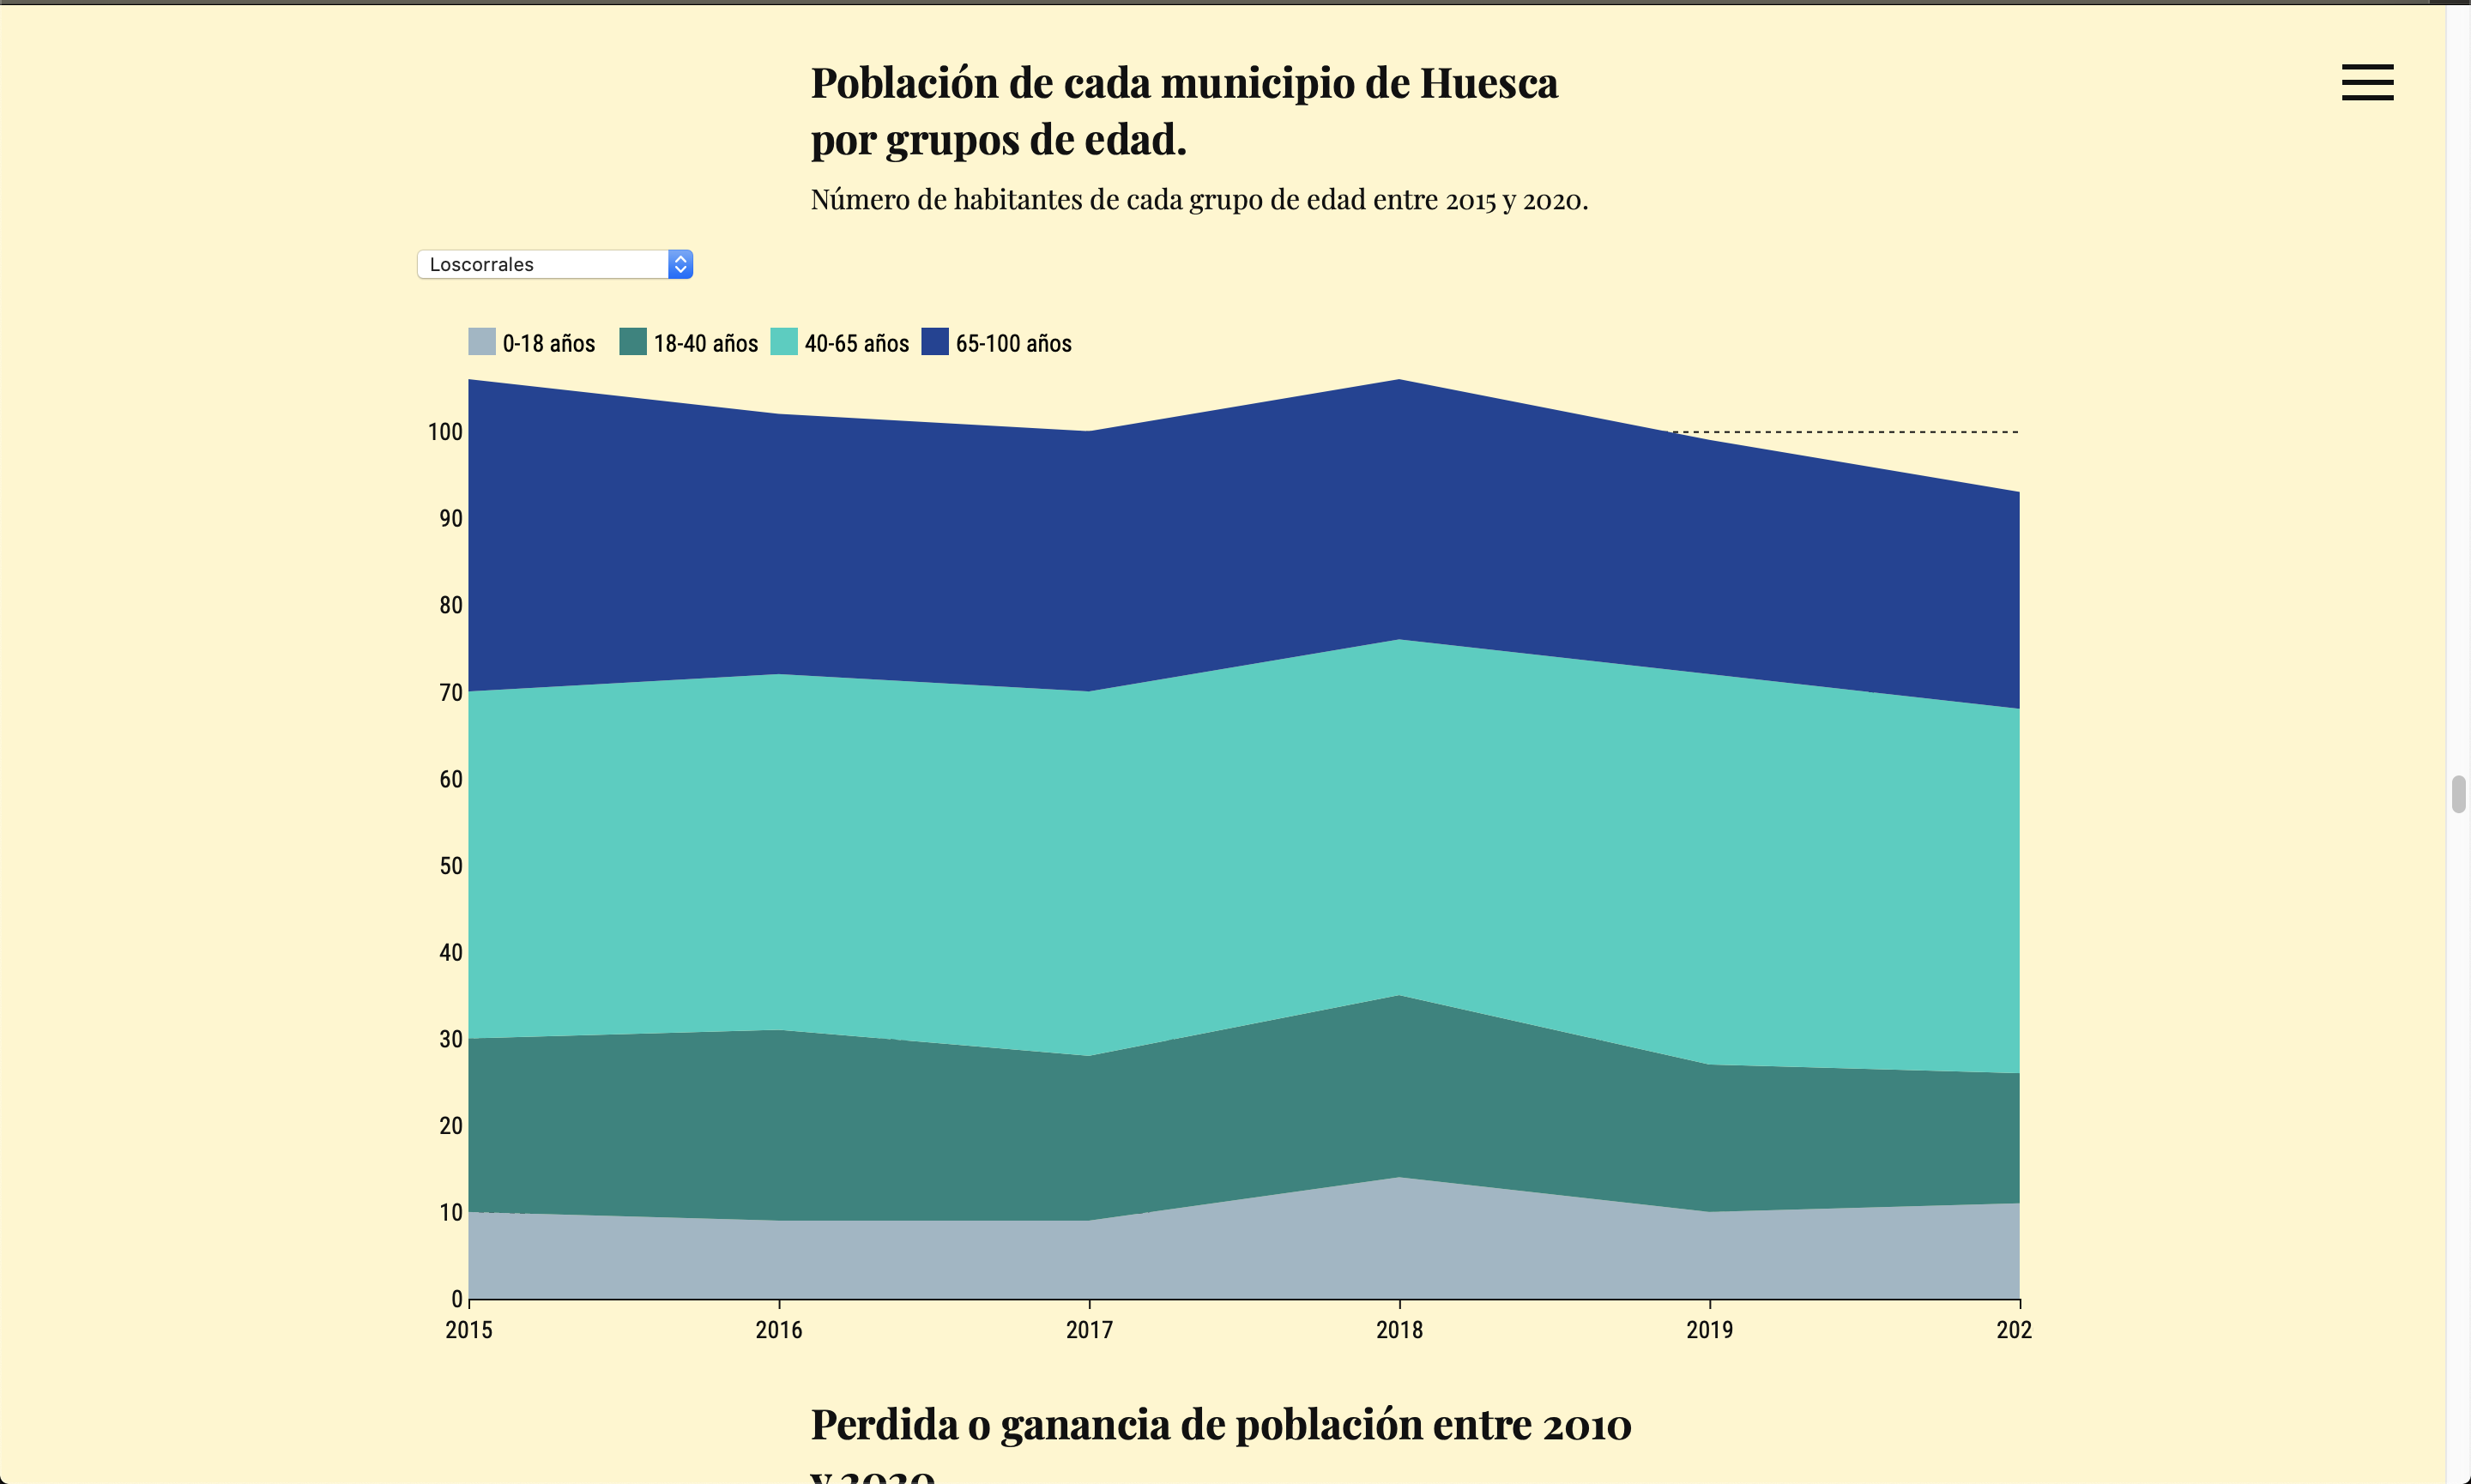 Población de cada municipio de Huesca
por grupos de edad.
Número de habitantes de cada grupo de edad entre 2015 y 2020.
Loscorrales
0-18 años 18-40 años 40-65 años 65-100 años
100
90
80
70
60
50
40
30
20
10
0
2015 2016 2017 2018 2019 202
Perdida o ganancia de población entre 2010
y 2020